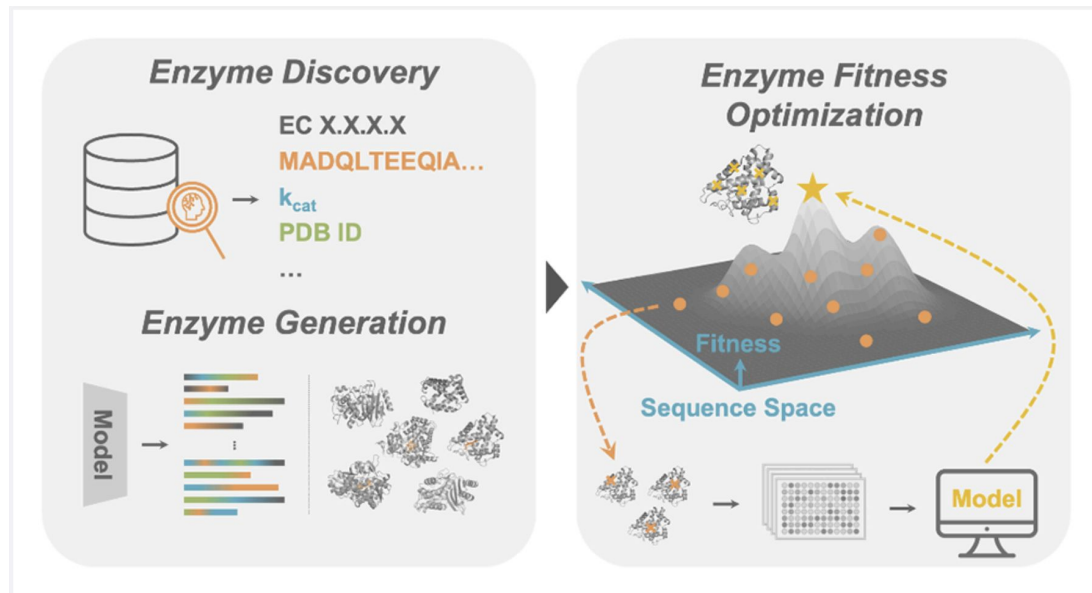 Enzyme Discovery
EC X.X.X.X
MADQLTEEQIA…
kcat
PDB ID
…
Enzyme Generation
Model
Enzyme Fitness
Optimization
Fitness
Sequence Space
Model